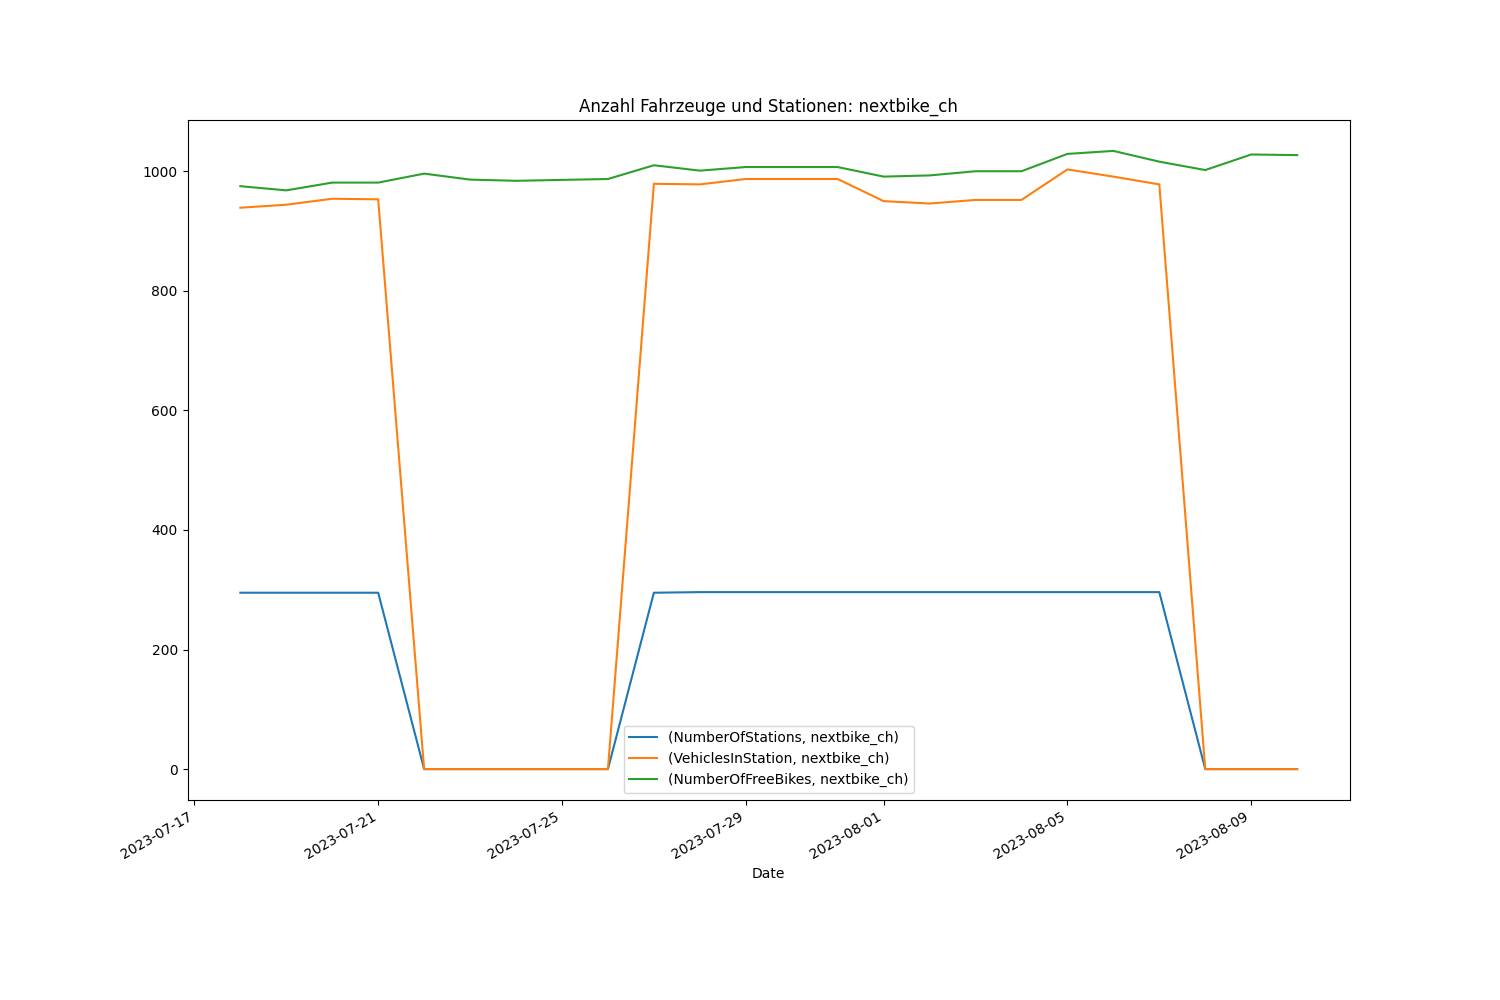 Anzahl Fahrzeuge und Stationen: nextbike_ch
1000
800
600
400
200
0
(NumberOfStations, nextbike_ch)
(VehiclesInStation, nextbike_ch)
(NumberOfFreeBikes, nextbike_ch)
2023-07-17
2023-07-21
2023-07-25
2023-07-29
2023-08-01
2023-08-05
2023-08-09
Date